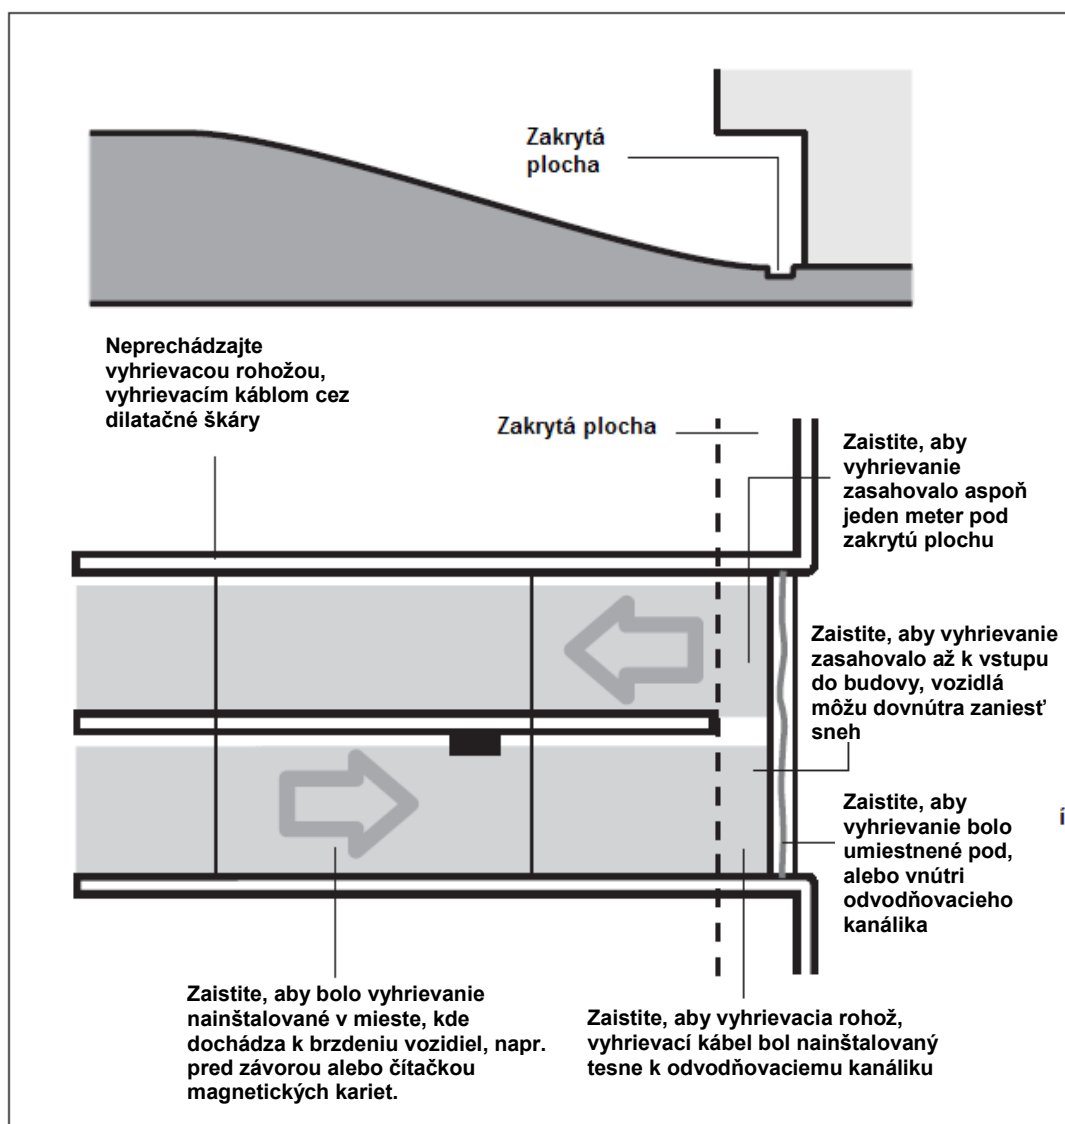 Zakrytá
plocha
Neprechádzajte
vyhrievacou rohožou,
vyhrievacím káblom cez
dilatačné škáry
Zakrytá plocha
Zaistite, aby
vyhrievanie
zasahovalo aspoň
jeden meter pod
zakrytú plochu
Zaistite, aby vyhrievanie
zasahovalo až k vstupu
do budovy, vozidlá
môžu dovnútra zaniesť
sneh
Zaistite, aby
vyhrievanie bolo
umiestnené pod,
alebo vnútri
odvodňovacieho
kanálika
í
Zaistite, aby bolo vyhrievanie
nainštalované v mieste, kde
dochádza k brzdeniu vozidiel, napr.
pred závorou alebo čítačkou
magnetických kariet.
Zaistite, aby vyhrievacia rohož,
vyhrievací kábel bol nainštalovaný
tesne k odvodňovaciemu kanáliku